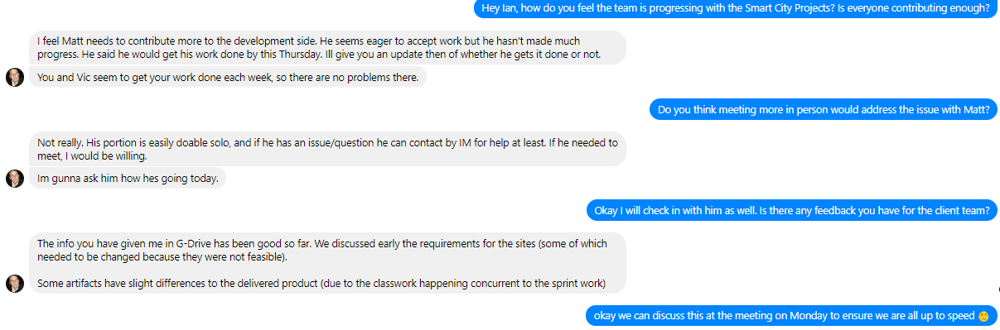 Hey Ian, how do you feel the team is progressing with the Smart City Projects? Is everyone contributing enough?
I feel Matt needs to contribute more to the development side. He seems eager to accept work but he hasn't made much
progress. He said he would get his work done by this Thursday. Ill give you an update then of whether he gets it done or not.
You and Vic seem to get your work done each week, so there are no problems there.
Do you think meeting more in person would address the issue with Matt?
Not really. His portion is easily doable solo, and if he has an issue/question he can contact by IM for help at least. If he needed to
meet, I would be willing.
Im gunna ask him how hes going today.
Okay I will check in with him as well. Is there any feedback you have for the client team?
The info you have given me in G-Drive has been good so far. We discussed early the requirements for the sites (some of which
needed to be changed because they were not feasible).
Some artifacts have slight differences to the delivered product (due to the classwork happening concurrent to the sprint work)
okay we can discuss this at the meeting on Monday to ensure we are all up to speed 🙂